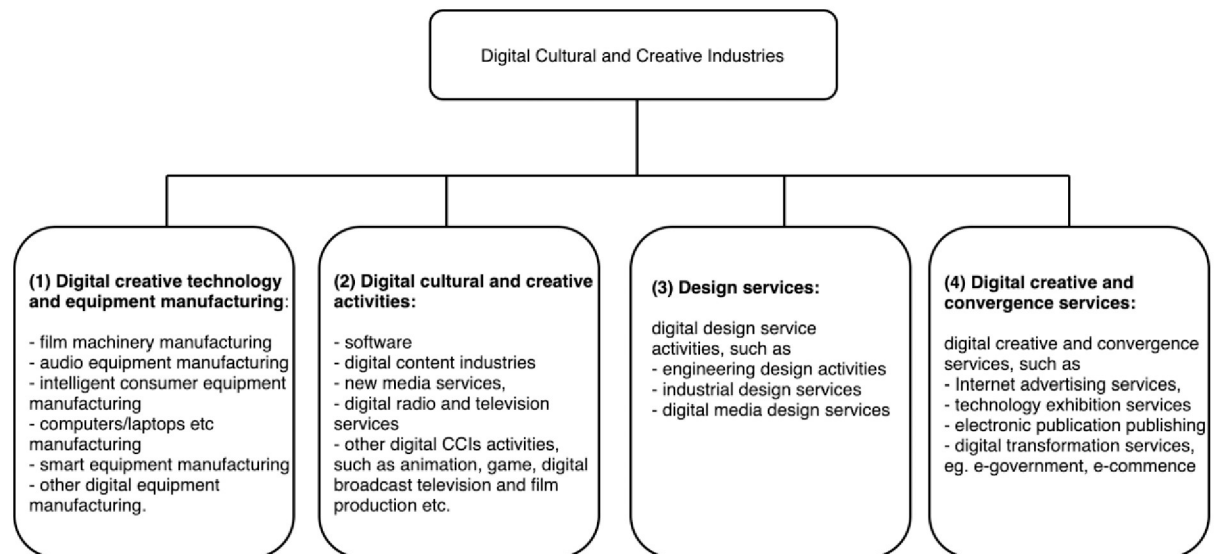 Digital Cultural and Creative Industries
(1) Digital creative technology
and equipment manufacturing:
- film machinery manufacturing
- audio equipment manufacturing
- intelligent consumer equipment
manufacturing
- computers/laptops etc
manufacturing
- smart equipment manufacturing
- other digital equipment
manufacturing.
(2) Digital cultural and creative
activities:
- software
- digital content industries
- new media services,
- digital radio and television
services
- other digital CCIs activities,
such as animation, game, digital
broadcast television and film
production etc.
(3) Design services:
digital design service
activities, such as
- engineering design activities
- industrial design services
- digital media design services
(4) Digital creative and
convergence services:
digital creative and convergence
services, such as
- Internet advertising services,
- technology exhibition services
- electronic publication publishing
- digital transformation services,
eg. e-government, e-commence